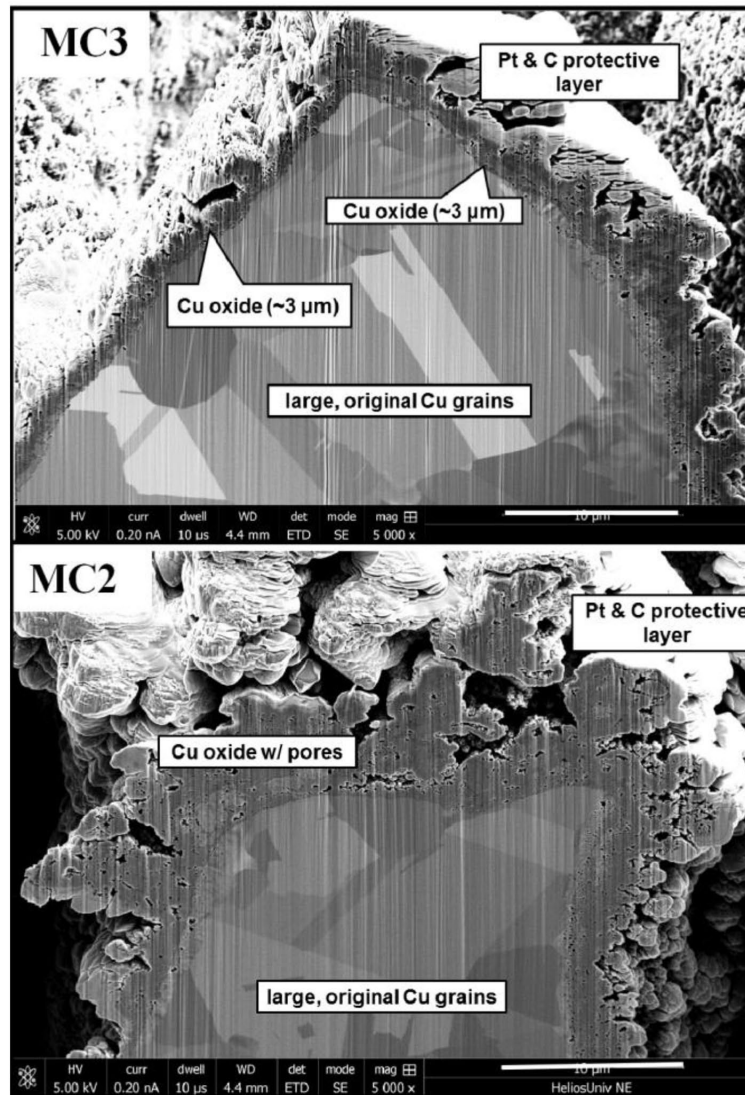 MC3
Pt & C protective
layer
Cu oxide (~3 µm)
Cu oxide (~3 µm)
large, original Cu grains
HV curr dwell WD det mode mag
5.00 kV 0.20 nA 10 µs 4.4 mm ETD SE 5 000 x
10 µm
MC2
Pt & C protective
layer
Cu oxide w/ pores
large, original Cu grains
HV curr dwell WD det mode mag
5.00 kV 0.20 nA 10 µs 4.4 mm ETD SE 5 000 x
10 µm
HeliosUniv NE